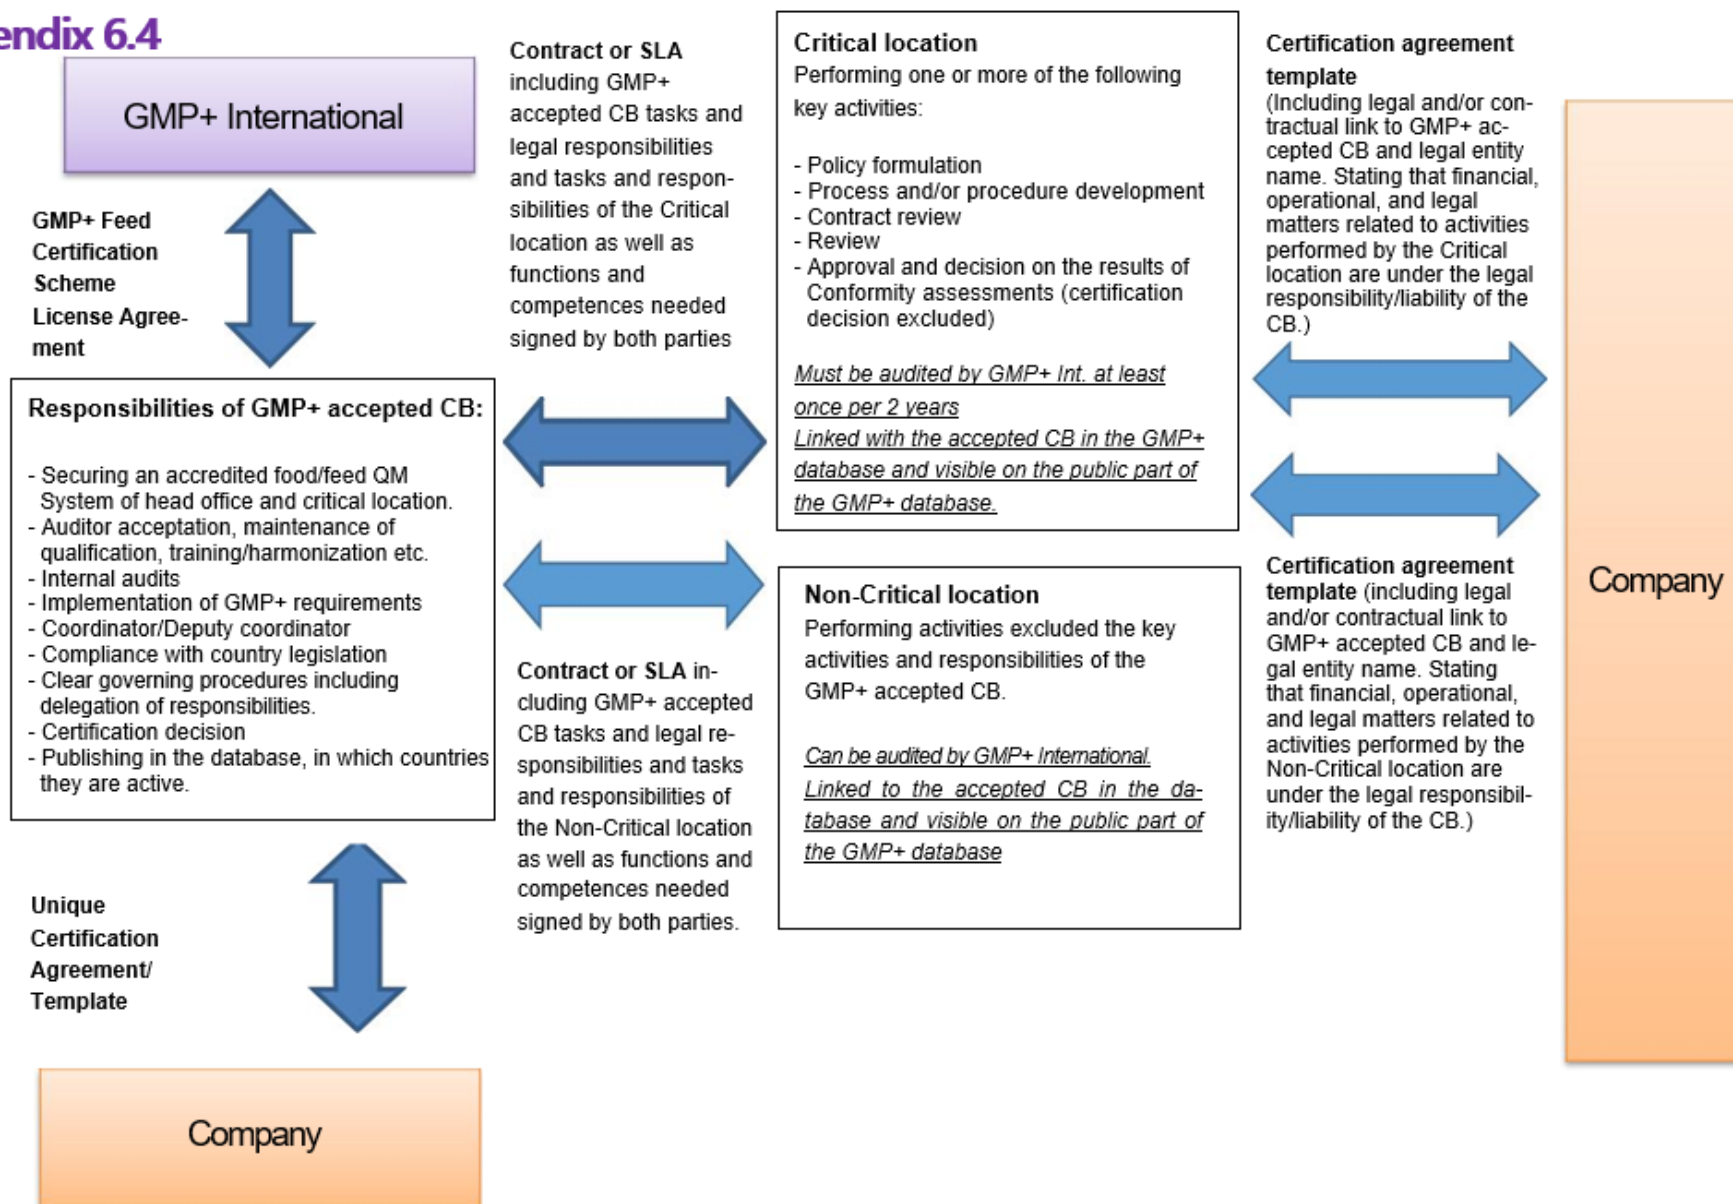 endix 6.4
GMP+ International
GMP+ Feed
Certification
Scheme
License Agree-
ment
Responsibilities of GMP+ accepted CB:
- Securing an accredited food/feed QM
System of head office and critical location.
- Auditor acceptation, maintenance of
qualification, training/harmonization etc.
- Internal audits
- Implementation of GMP+ requirements
- Coordinator/Deputy coordinator
- Compliance with country legislation
- Clear governing procedures including
delegation of responsibilities.
- Certification decision
- Publishing in the database, in which countries
they are active.
Unique
Certification
Agreement/
Template
Company
Contract or SLA
including GMP+
accepted CB tasks and
legal responsibilities
and tasks and respon-
sibilities of the Critical
location as well as
functions and
competences needed
signed by both parties
Contract or SLA in-
cluding GMP+ accepted
CB tasks and legal re-
sponsibilities and tasks
and responsibilities of
the Non-Critical location
as well as functions and
competences needed
signed by both parties.
Critical location
Performing one or more of the following
key activities:
- Policy formulation
- Process and/or procedure development
- Contract review
- Review
- Approval and decision on the results of
Conformity assessments (certification
decision excluded)
Must be audited by GMP+ Int. at least
once per 2 years
Linked with the accepted CB in the GMP+
database and visible on the public part of
the GMP+ database.
Non-Critical location
Performing activities excluded the key
activities and responsibilities of the
GMP+ accepted CB.
Can be audited by GMP+ International.
Linked to the accepted CB in the da-
tabase and visible on the public part of
the GMP+ database
Certification agreement
template
(Including legal and/or con-
tractual link to GMP+ ac-
cepted CB and legal entity
name. Stating that financial,
operational, and legal
matters related to activities
performed by the Critical
location are under the legal
responsibility/liability of the
CB.)
Certification agreement
template (including legal
and/or contractual link to
GMP+ accepted CB and le-
gal entity name. Stating
that financial, operational,
and legal matters related to
activities performed by the
Non-Critical location are
under the legal responsibil-
ity/liability of the CB.)
Company